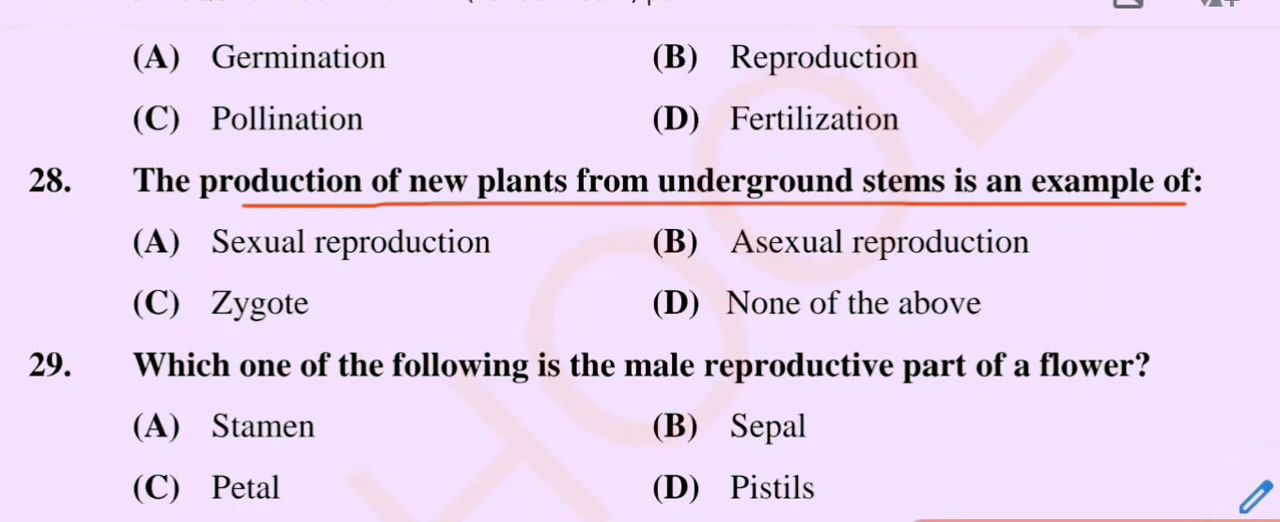 (A) Germination (B) Reproduction
(C) Pollination (D) Fertilization
28. The production of new plants from underground stems is an example of:
(A) Sexual reproduction (B) Asexual reproduction
(C) Zygote (D) None of the above
29. Which one of the following is the male reproductive part of a flower?
(A) Stamen (B) Sepal
(C) Petal (D) Pistils